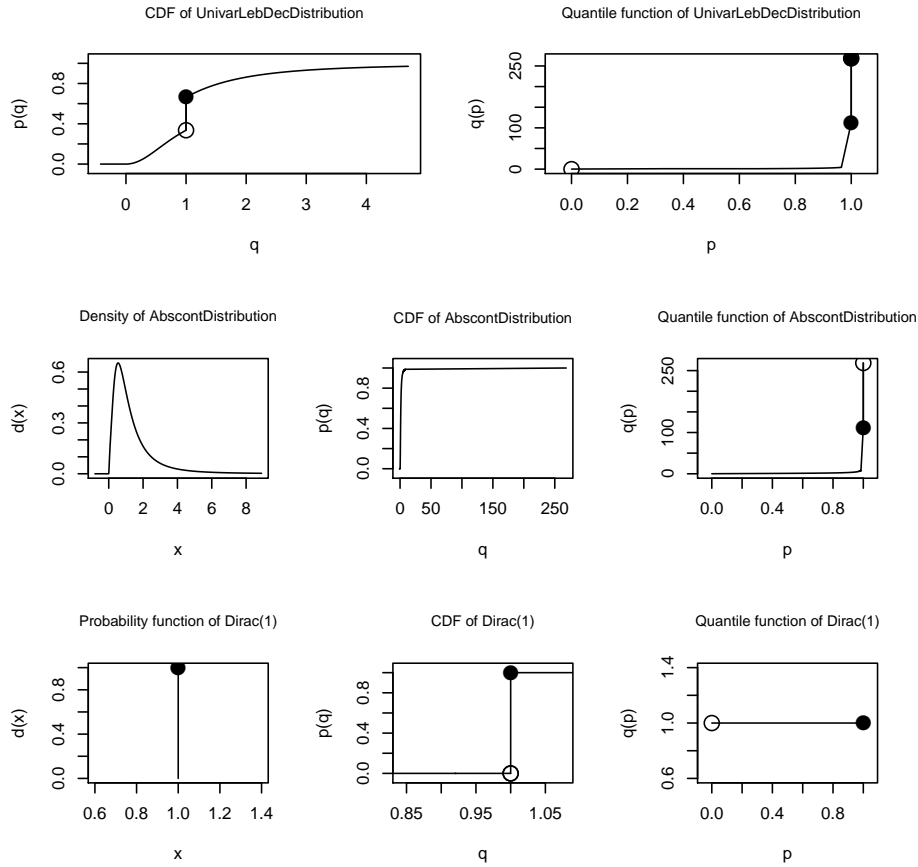 CDF of UnivarLebDecDistribution
p(q)
0.0 0.4 0.8
0 1 2 3 4
q
Quantile function of UnivarLebDecDistribution
q(p)
0 100 250
0.0 0.2 0.4 0.6 0.8 1.0
p
Density of AbscontDistribution
d(x)
0.0 0.3 0.6
0 2 4 6 8
x
CDF of AbscontDistribution
p(q)
0.0 0.4 0.8
0 50 150 250
q
Quantile function of AbscontDistribution
q(p)
0 100 250
0.0 0.4 0.8
p
Probability function of Dirac(1)
d(x)
0.0 0.4 0.8
0.6 0.8 1.0 1.2 1.4
x
CDF of Dirac(1)
p(q)
0.0 0.4 0.8
0.85 0.95 1.05
q
Quantile function of Dirac(1)
q(p)
0.6 1.0 1.4
0.0 0.4 0.8
p